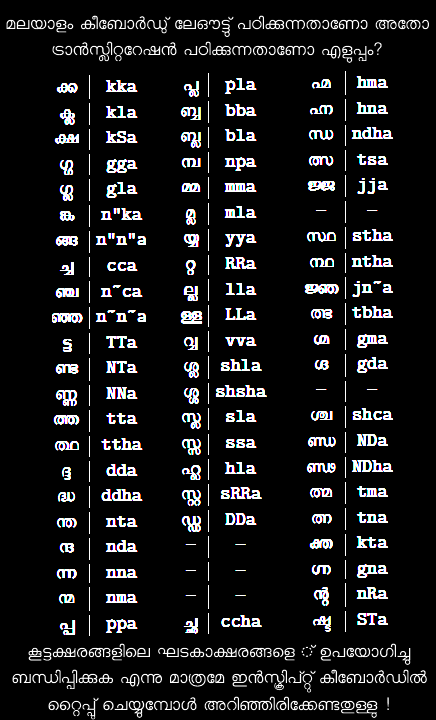 മലയാളം കീബോർഡു് ലേഔട്ടു് പഠിക്കുന്നതാണോ അതോ
ട്രാൻസ്ലിറ്ററേഷൻ പഠിക്കുന്നതാണോ എളുപ്പം?
ക്ക kka പ്ല pla ഹ്മ hma
ക്ല kla ബ്ബ bba ഹ്ന hna
ക്ഷ kSa ബ്ല bla ന്ധ ndha
ഗ്ഗ gga മ്പ npa ത്സ tsa
ഗ്ല gla മ്മ mma ജ്ജ jja
ങ്ക n"ka മ്ല mla — —
ങ്ങ n"n"a യ്യ yya സ്ഥ stha
ച്ച cca റ്റ RRa ന്ഥ ntha
ഞ്ച n~ca ല്ല lla ജ്ഞ jn~a
ഞ്ഞ n~n~a ള്ള LLa ത്ഭ tbha
ട്ട TTa വ്വ vva ഗ്മ gma
ണ്ട NTa ശ്ല shla ഗ്ദ gda
ണ്ണ NNa ശ്ശ shsha — —
ത്ത tta സ്ല sla ശ്ച shca
ത്ഥ ttha സ്സ ssa ണ്ഡ NDa
ദ്ദ dda ഹ്ല hla ണ്ഢ NDha
ദ്ധ ddha സ്റ്റ sRRa ത്മ tma
ന്ത nta ഡ്ഡ DDa ത്ന tna
ന്ദ nda — — ക്ത kta
ന്ന nna — — ഗ്ന gna
ന്മ nma — — ന്റ nRa
പ്പ ppa ച്ഛ ccha ഷ്ട STa
കൂട്ടക്ഷരങ്ങളിലെ ഘടകാക്ഷരങ്ങളെ ് ഉപയോഗിച്ചു
ബന്ധിപ്പിക്കുക എന്നു മാത്രമേ ഇൻസ്ക്രിപ്റ്റു് കീബോർഡിൽ
റ്റൈപ്പു് ചെയ്യുമ്പോൾ അറിഞ്ഞിരിക്കേണ്ടതുള്ളു !